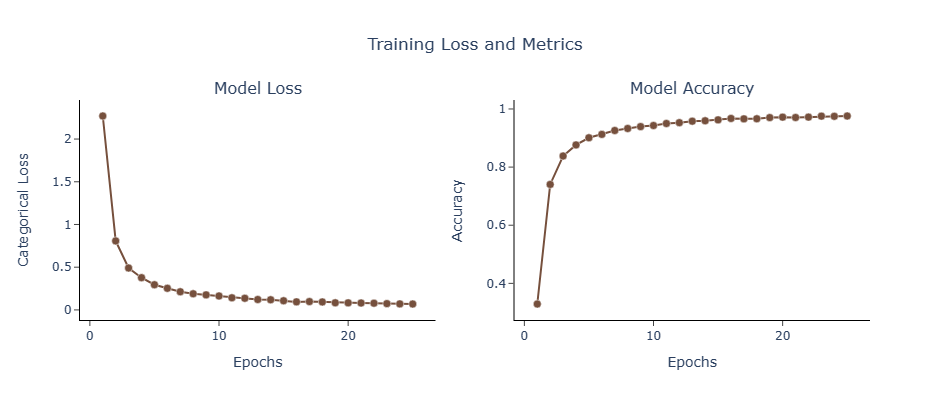 Training Loss and Metrics
Model Loss
Categorical Loss
2
1.5
1
0.5
0
0
10
20
Epochs
Model Accuracy
Accuracy
1
0.8
0.6
0.4
0
10
20
Epochs